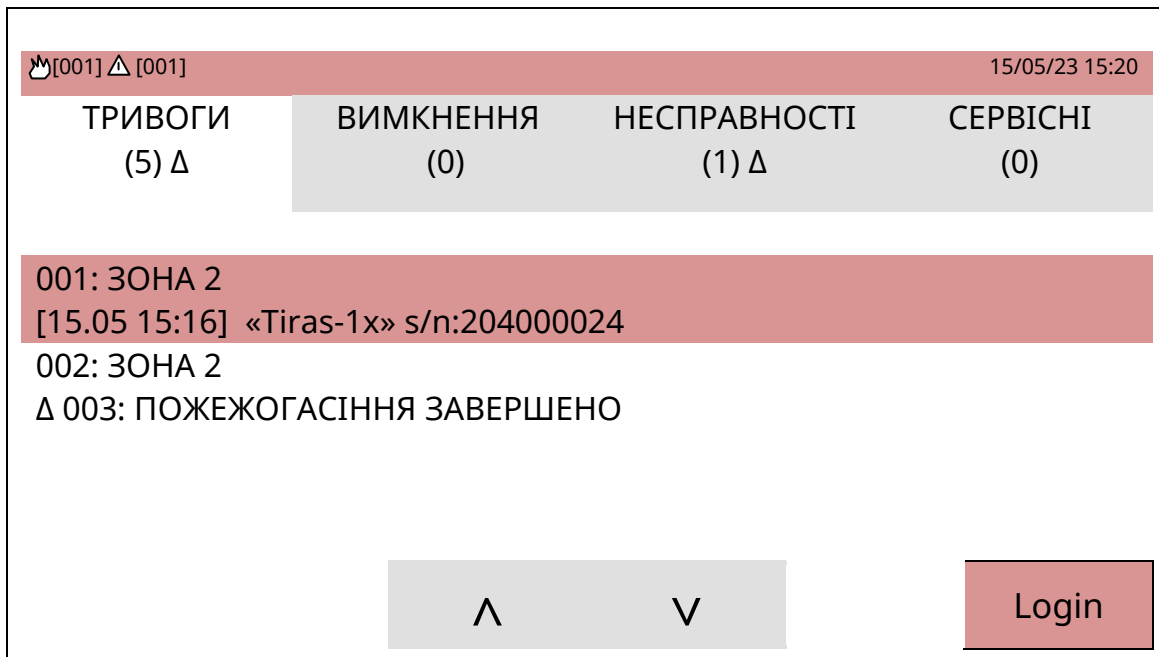 [001] [001] 15/05/23 15:20
ТРИВОГИ ВИМКНЕННЯ НЕСПРАВНОСТІ СЕРВІСНІ
(5) Δ (0) (1) Δ (0)
001: ЗОНА 2
[15.05 15:16] «Tiras-1x» s/n:204000024
002: ЗОНА 2
Δ 003: ПОЖЕЖОГАСІННЯ ЗАВЕРШЕНО
Λ V Login